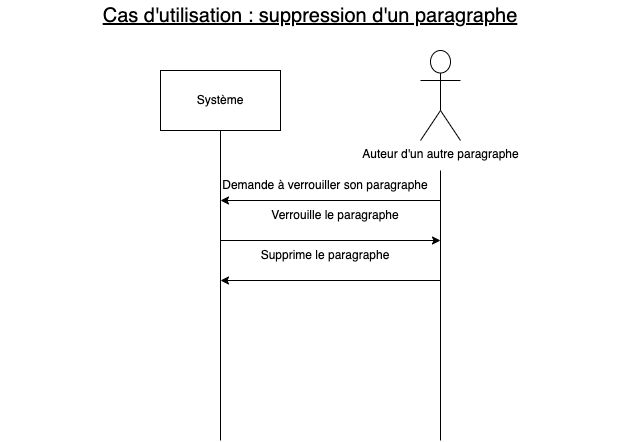 Cas d'utilisation : suppression d'un paragraphe
Système
Auteur d'un autre paragraphe
Demande à verrouiller son paragraphe
Verrouille le paragraphe
Supprime le paragraphe